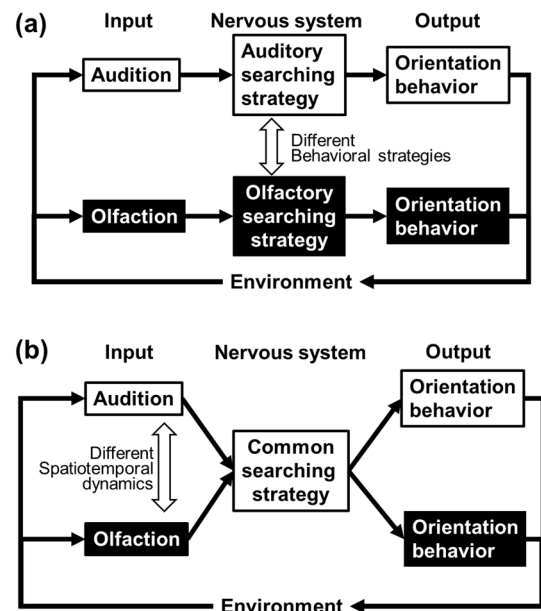 (a)
Input
Nervous system
Output
Audition
Auditory
searching
strategy
Orientation
behavior
Different
Behavioral strategies
Olfaction
Olfactory
searching
strategy
Orientation
behavior
Environment
(b)
Input
Nervous system
Output
Audition
Orientation
behavior
Different
Spatiotemporal
dynamics
Common
searching
strategy
Olfaction
Orientation
behavior
Environment